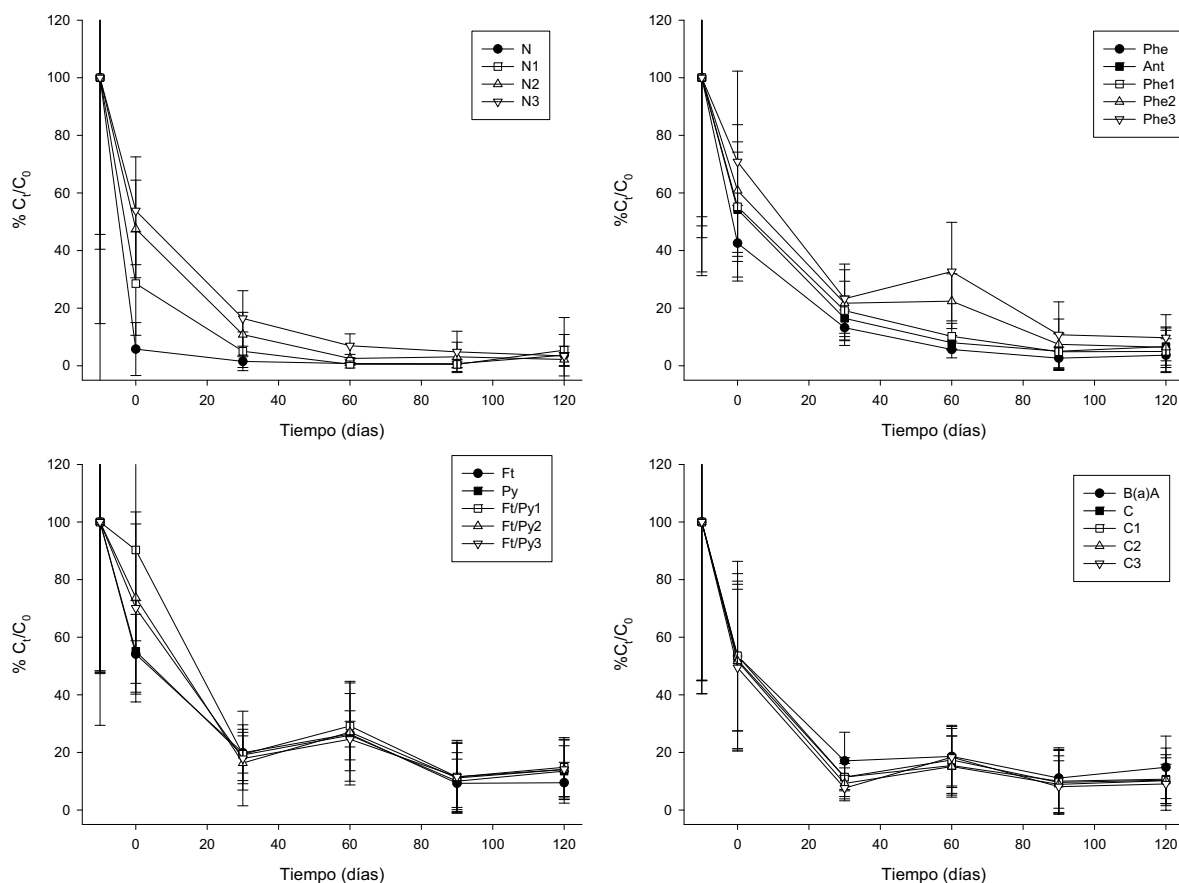 120
100
80
60
40
20
0
% Ct/C0
0 20 40 60 80 100 120
Tiempo (días)
N
N1
N2
N3
120
100
80
60
40
20
0
%Ct/C0
0 20 40 60 80 100 120
Tiempo (días)
Phe
Ant
Phe1
Phe2
Phe3
120
100
80
60
40
20
0
% Ct/C0
0 20 40 60 80 100 120
Tiempo (días)
Ft
Py
Ft/Py1
Ft/Py2
Ft/Py3
120
100
80
60
40
20
0
%Ct/C0
0 20 40 60 80 100 120
Tiempo (días)
B(a)A
C
C1
C2
C3